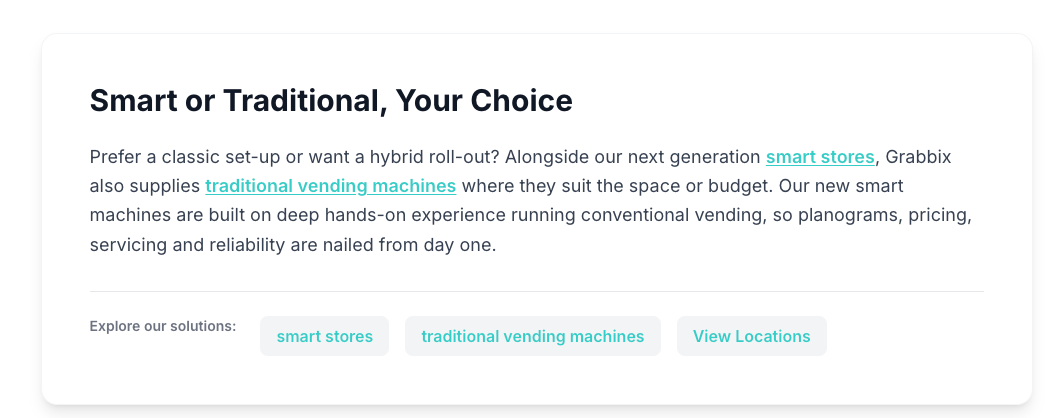 Smart or Traditional, Your Choice
Prefer a classic set-up or want a hybrid roll-out? Alongside our next generation smart stores, Grabbix
also supplies traditional vending machines where they suit the space or budget. Our new smart
machines are built on deep hands-on experience running conventional vending, so planograms, pricing,
servicing and reliability are nailed from day one.
Explore our solutions: smart stores traditional vending machines View Locations